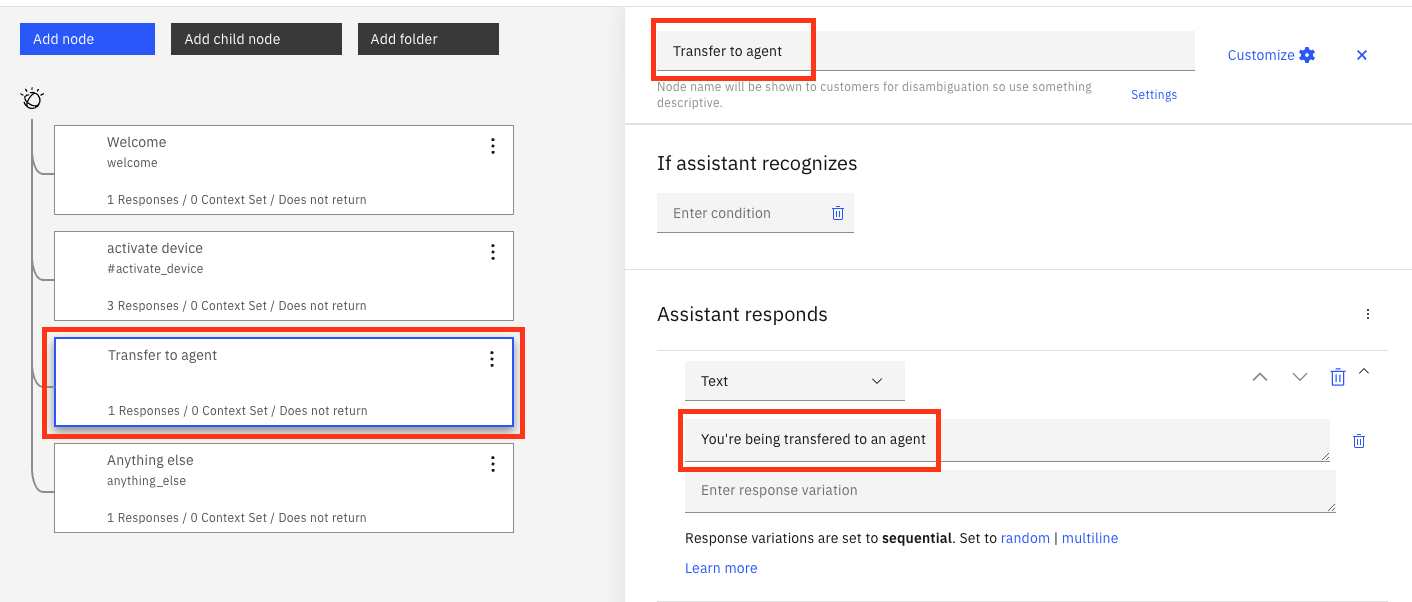 Add node
Add child node
Add folder
Welcome
welcome
1 Responses / 0 Context Set / Does not return
activate device
#activate_device
3 Responses / 0 Context Set / Does not return
Transfer to agent
1 Responses / 0 Context Set / Does not return
Anything else
anything_else
1 Responses / 0 Context Set / Does not return
Transfer to agent
Customize
Node name will be shown to customers for disambiguation so use something
descriptive.
Settings
If assistant recognizes
Enter condition
Assistant responds
Text
You're being transfered to an agent
Enter response variation
Response variations are set to sequential. Set to random | multiline
Learn more